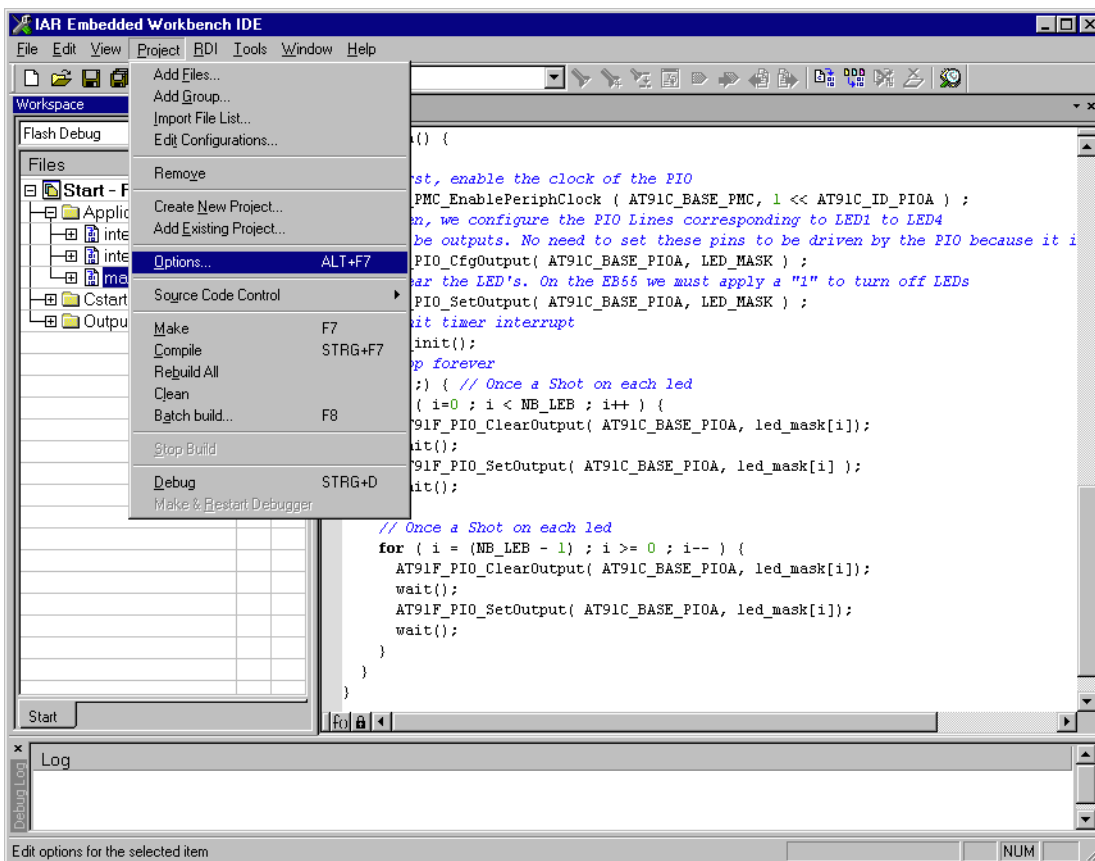 IAR Embedded Workbench IDE
File Edit View Project RDI Tools Window Help
Workspace
Flash Debug
Files
Start - F
Applic
inte
inte
ma
Cstart
Outpu
Start
Add Files...
Add Group...
Import File List...
Edit Configurations...
Remove
Create New Project...
Add Existing Project...
Options... ALT+F7
Source Code Control
Make F7
Compile STRG+F7
Rebuild All
Clean
Batch build... F8
Stop Build
Debug STRG+D
Make & Restart Debugger
() {
rst, enable the clock of the PIO
_PMC_EnablePeriphClock ( AT91C_BASE_PMC, 1 << AT91C_ID_PIOA ) ;
n, we configure the PIO Lines corresponding to LED1 to LED4
be outputs. No need to set these pins to be driven by the PIO because it i
_PIO_CfgOutput( AT91C_BASE_PIOA, LED_MASK ) ;
ear the LED's. On the EB55 we must apply a "1" to turn off LEDs
_PIO_SetOutput( AT91C_BASE_PIOA, LED_MASK ) ;
it timer interrupt
_init();
op forever
;) { // Once a Shot on each led
( i=0 ; i < NB_LEB ; i++ ) {
T91F_PIO_ClearOutput( AT91C_BASE_PIOA, led_mask[i]);
it();
T91F_PIO_SetOutput( AT91C_BASE_PIOA, led_mask[i] );
it();
// Once a Shot on each led
for ( i = (NB_LEB - 1) ; i >= 0 ; i-- ) {
AT91F_PIO_ClearOutput( AT91C_BASE_PIOA, led_mask[i]);
wait();
AT91F_PIO_SetOutput( AT91C_BASE_PIOA, led_mask[i]);
wait();
}
}
}
f()
Log
Debug Log
Edit options for the selected item
NUM